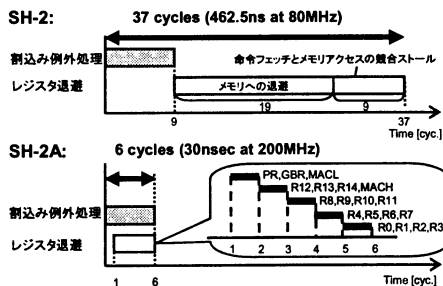 SH-2: 37 cycles (462.5ns at 80MHz)
割込み例外処理
命令フェッチとメモリアクセスの競合ストール
レジスタ退避
メモリへの退避
19
9
9
37
Time [cyc.]
SH-2A: 6 cycles (30nsec at 200MHz)
PR,GBR,MACL
R12,R13,R14,MACH
R8,R9,R10,R11
割込み例外処理
R4,R5,R6,R7
レジスタ退避
R0,R1,R2,R3
1 2 3 4 5 6
1 6
Time [cyc.]